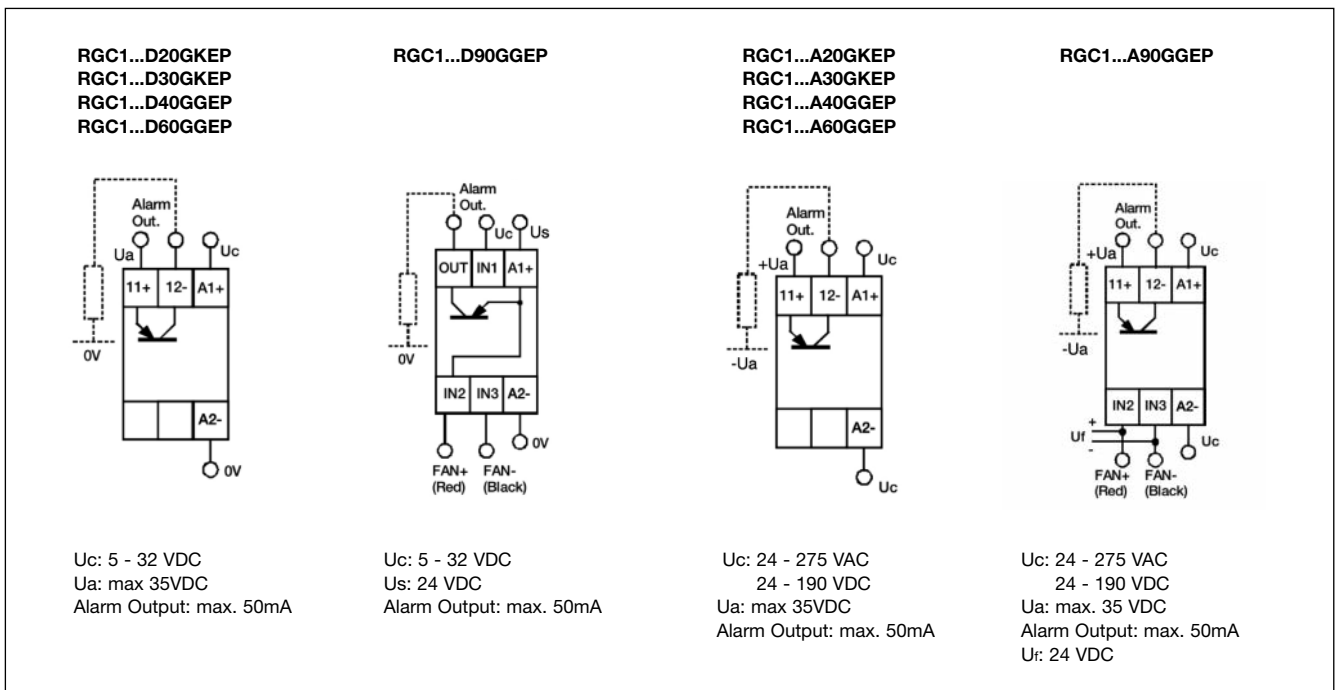 RGC1...D20GKEP
RGC1...D30GKEP
RGC1...D40GGEP
RGC1...D60GGEP
Alarm
Out.
Ua
Uc
11+ 12- A1+
0V
A2-
0V
Uc: 5 - 32 VDC
Ua: max 35VDC
Alarm Output: max. 50mA
RGC1...D90GGEP
Alarm
Out.
Uc Us
OUT IN1 A1+
0V
IN2 IN3 A2-
0V
FAN+ FAN-
(Red) (Black)
Uc: 5 - 32 VDC
Us: 24 VDC
Alarm Output: max. 50mA
RGC1...A20GKEP
RGC1...A30GKEP
RGC1...A40GGEP
RGC1...A60GGEP
Alarm
Out.
+Ua
Uc
11+ 12- A1+
-Ua
A2-
Uc
Uc: 24 - 275 VAC
24 - 190 VDC
Ua: max 35VDC
Alarm Output: max. 50mA
RGC1...A90GGEP
Alarm
Out.
+Ua
Uc
11+ 12- A1+
-Ua
IN2 IN3 A2-
+
Uf
-
Uc
FAN+ FAN-
(Red) (Black)
Uc: 24 - 275 VAC
24 - 190 VDC
Ua: max. 35 VDC
Alarm Output: max. 50mA
Uf: 24 VDC